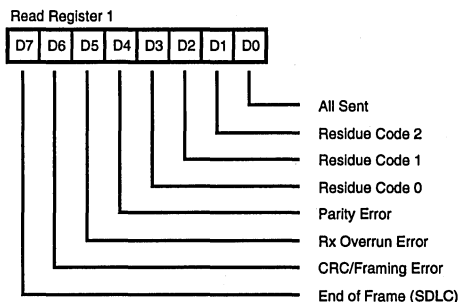 Read Register 1
D7 D6 D5 D4 D3 D2 D1 D0
All Sent
Residue Code 2
Residue Code 1
Residue Code 0
Parity Error
Rx Overrun Error
CRC/Framing Error
End of Frame (SDLC)